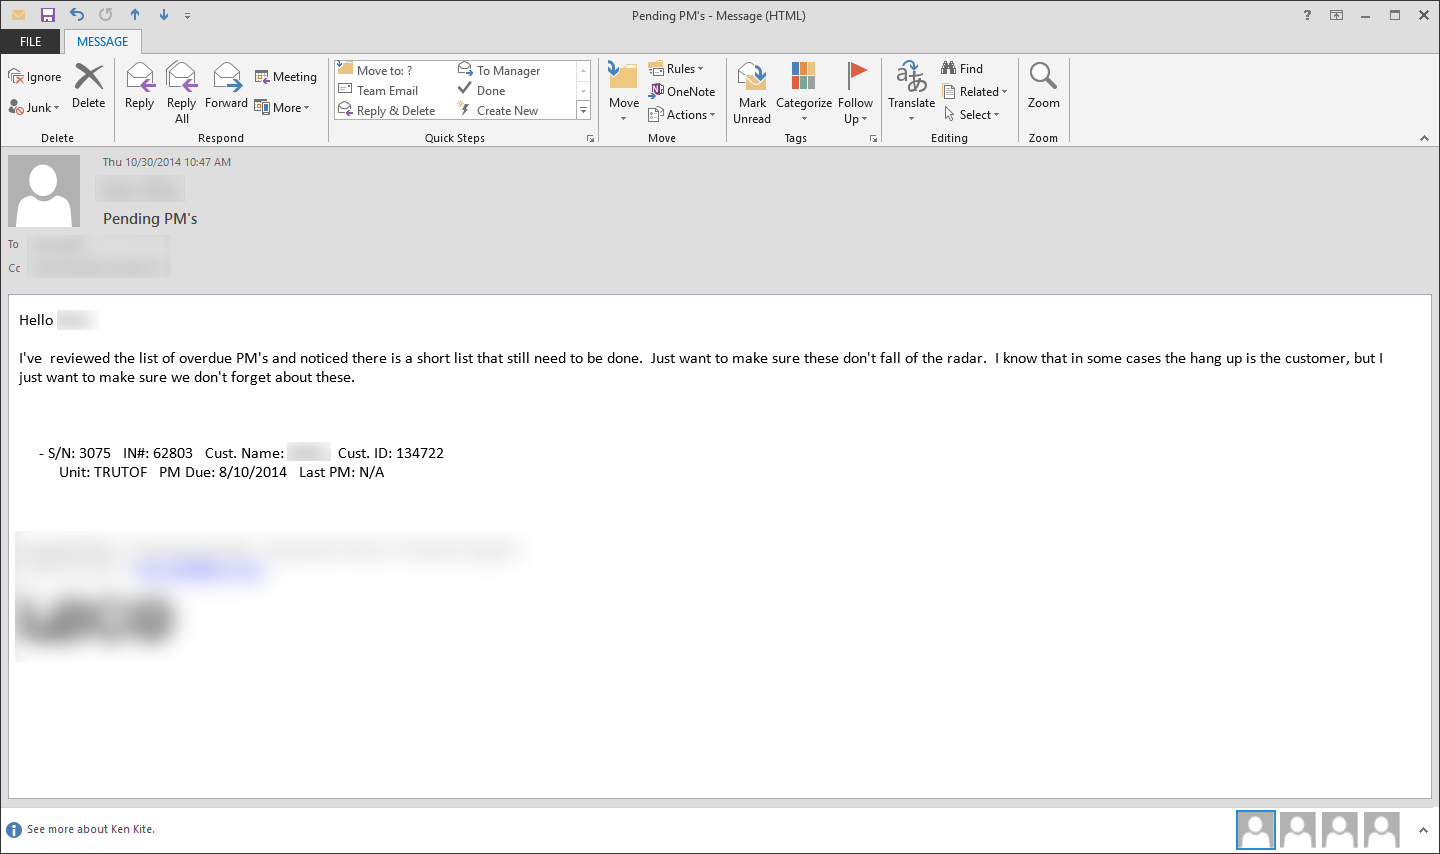 Pending PM's - Message (HTML)
FILE
MESSAGE
Ignore
Junk
Delete
Delete
Reply
Reply All
Forward
Meeting
More
Respond
Move to: ?
Team Email
Reply & Delete
To Manager
Done
Create New
Quick Steps
Move
Rules
OneNote
Actions
Move
Mark Unread
Categorize
Follow Up
Tags
Translate
Find
Related
Select
Editing
Zoom
Zoom
Thu 10/30/2014 10:47 AM
Pending PM's
To
Cc
Hello
I've  reviewed the list of overdue PM's and noticed there is a short list that still need to be done.  Just want to make sure these don't fall of the radar.  I know that in some cases the hang up is the customer, but I
just want to make sure we don't forget about these.
- S/N: 3075   IN#: 62803   Cust. Name:   Cust. ID: 134722
Unit: TRUTOF   PM Due: 8/10/2014   Last PM: N/A
See more about Ken Kite.